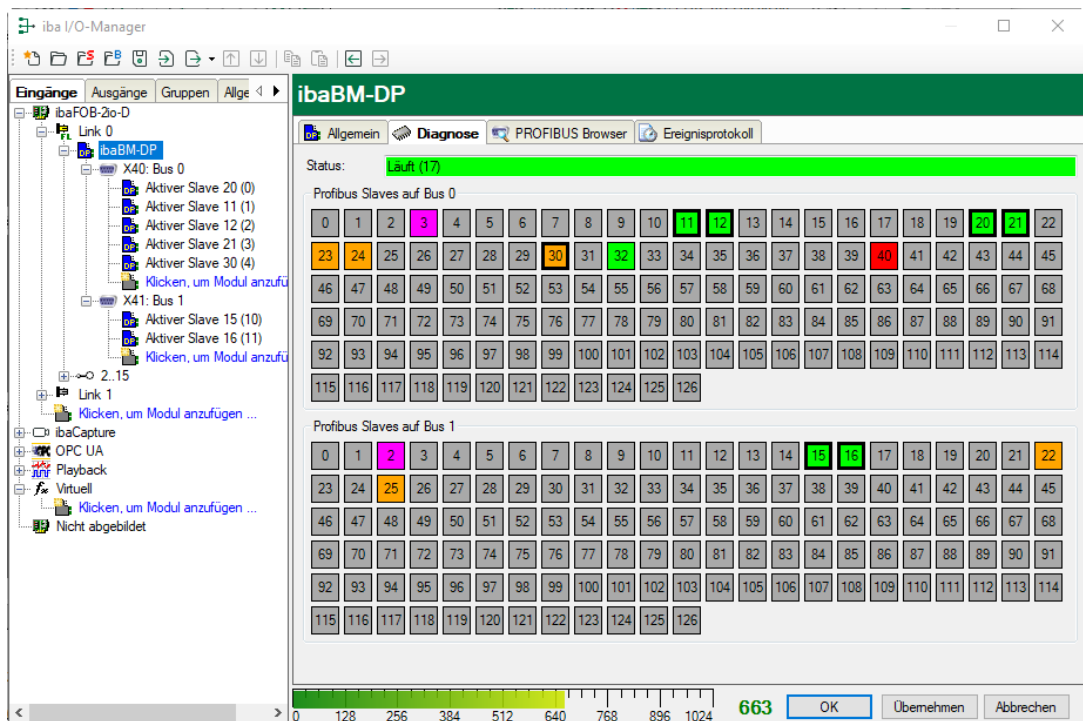 iba I/O-Manager
Eingänge Ausgänge Gruppen Allge
ibaFOB-2io-D
Link 0
ibaBM-DP
X40: Bus 0
Aktiver Slave 20 (0)
Aktiver Slave 11 (1)
Aktiver Slave 12 (2)
Aktiver Slave 21 (3)
Aktiver Slave 30 (4)
Klicken, um Modul anzufü
X41: Bus 1
Aktiver Slave 15 (10)
Aktiver Slave 16 (11)
Klicken, um Modul anzufü
2..15
Link 1
Klicken, um Modul anzufügen ...
ibaCapture
OPC UA
Playback
Virtuell
Klicken, um Modul anzufügen ...
Nicht abgebildet
ibaBM-DP
Allgemein Diagnose PROFIBUS Browser Ereignisprotokoll
Status: Läuft (17)
Profibus Slaves auf Bus 0
0 1 2 3 4 5 6 7 8 9 10 11 12 13 14 15 16 17 18 19 20 21 22
23 24 25 26 27 28 29 30 31 32 33 34 35 36 37 38 39 40 41 42 43 44 45
46 47 48 49 50 51 52 53 54 55 56 57 58 59 60 61 62 63 64 65 66 67 68
69 70 71 72 73 74 75 76 77 78 79 80 81 82 83 84 85 86 87 88 89 90 91
92 93 94 95 96 97 98 99 100 101 102 103 104 105 106 107 108 109 110 111 112 113 114
115 116 117 118 119 120 121 122 123 124 125 126
Profibus Slaves auf Bus 1
0 1 2 3 4 5 6 7 8 9 10 11 12 13 14 15 16 17 18 19 20 21 22
23 24 25 26 27 28 29 30 31 32 33 34 35 36 37 38 39 40 41 42 43 44 45
46 47 48 49 50 51 52 53 54 55 56 57 58 59 60 61 62 63 64 65 66 67 68
69 70 71 72 73 74 75 76 77 78 79 80 81 82 83 84 85 86 87 88 89 90 91
92 93 94 95 96 97 98 99 100 101 102 103 104 105 106 107 108 109 110 111 112 113 114
115 116 117 118 119 120 121 122 123 124 125 126
0 128 256 384 512 640 768 896 1024 663 OK Übernehmen Abbrechen